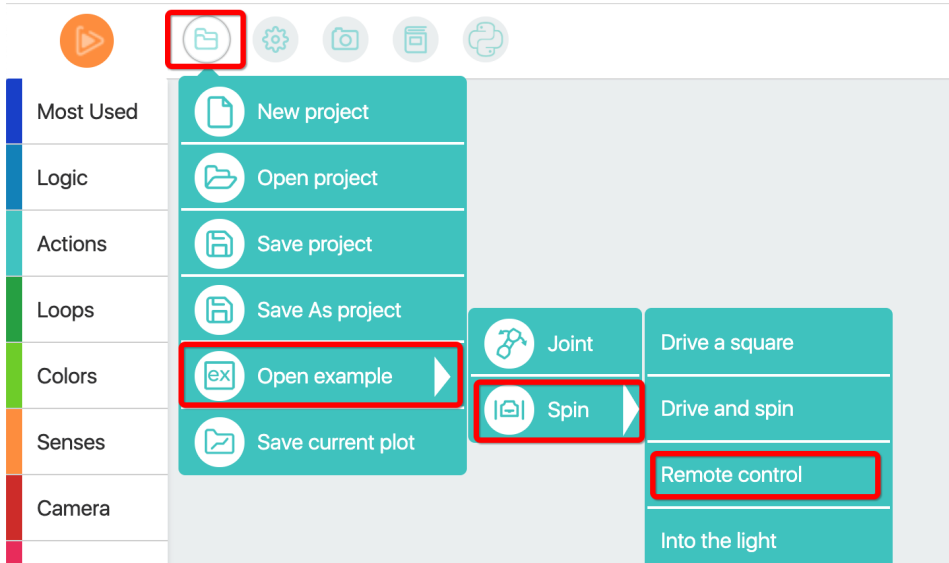 Most Used
Logic
Actions
Loops
Colors
Senses
Camera
New project
Open project
Save project
Save As project
ex Open example
Save current plot
Joint
Spin
Drive a square
Drive and spin
Remote control
Into the light